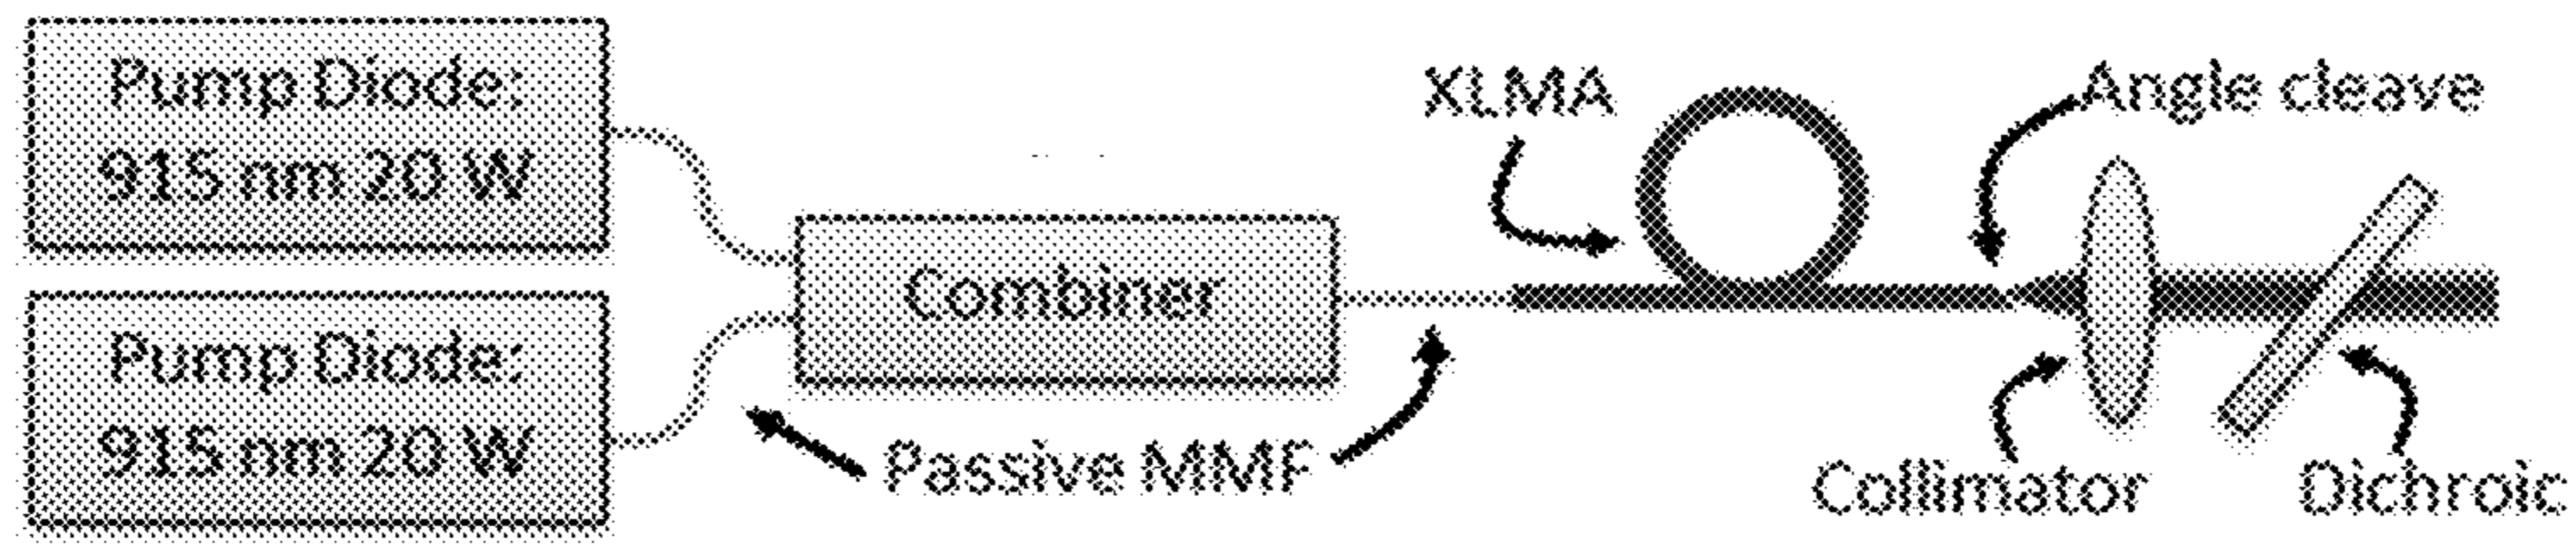 Pump Diode:
915 nm 20 W
Pump Diode:
915 nm 20 W
Combiner
Passive MMF
XLMA
Angle cleave
Collimator
Dichroic